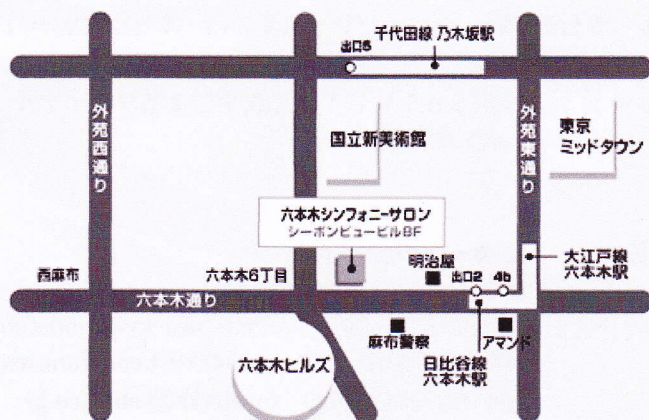 千代田線 乃木坂駅
出口5
外苑西通り
国立新美術館
外苑東通り
東京
ミッドタウン
六本木シンフォニーサロン
シーボンビュービル8F
西麻布
六本木6丁目
明治屋
出口2
4b
大江戸線
六本木駅
六本木通り
麻布警察
アマンド
日比谷線
六本木駅
六本木ヒルズ